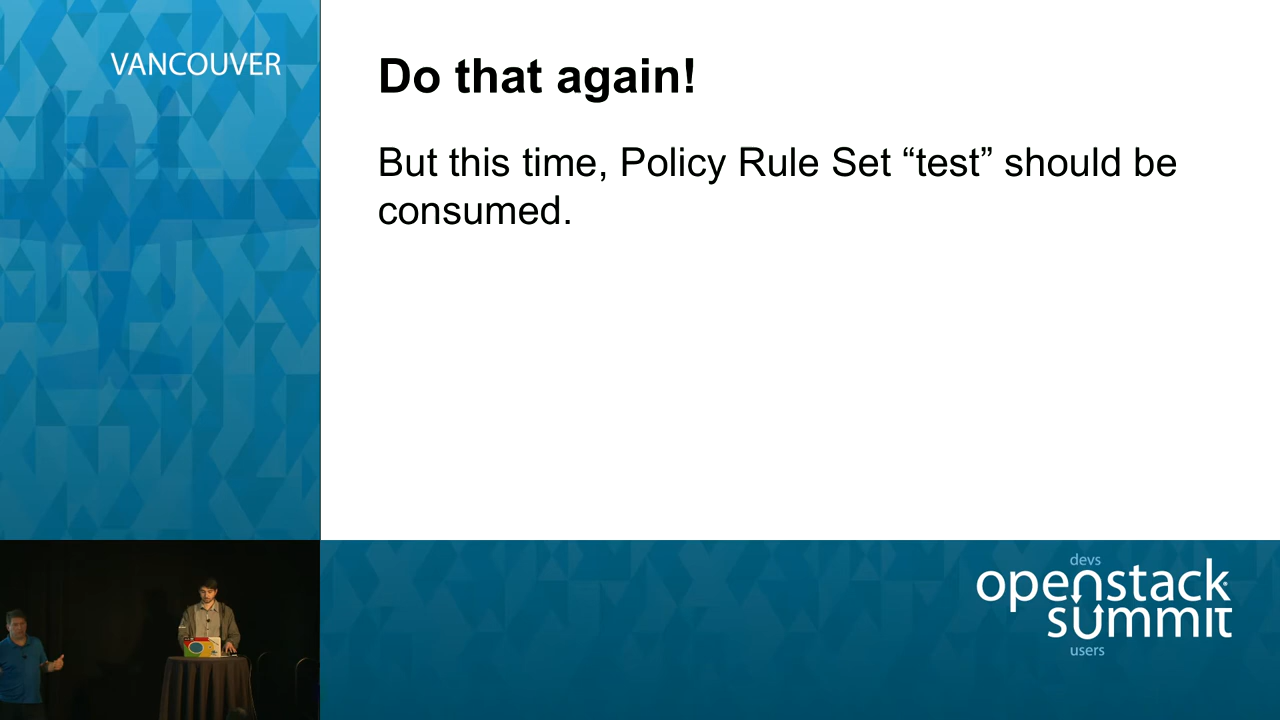 VANCOUVER
Do that again!
But this time, Policy Rule Set “test” should be
consumed.
devs
openstack
summit
users